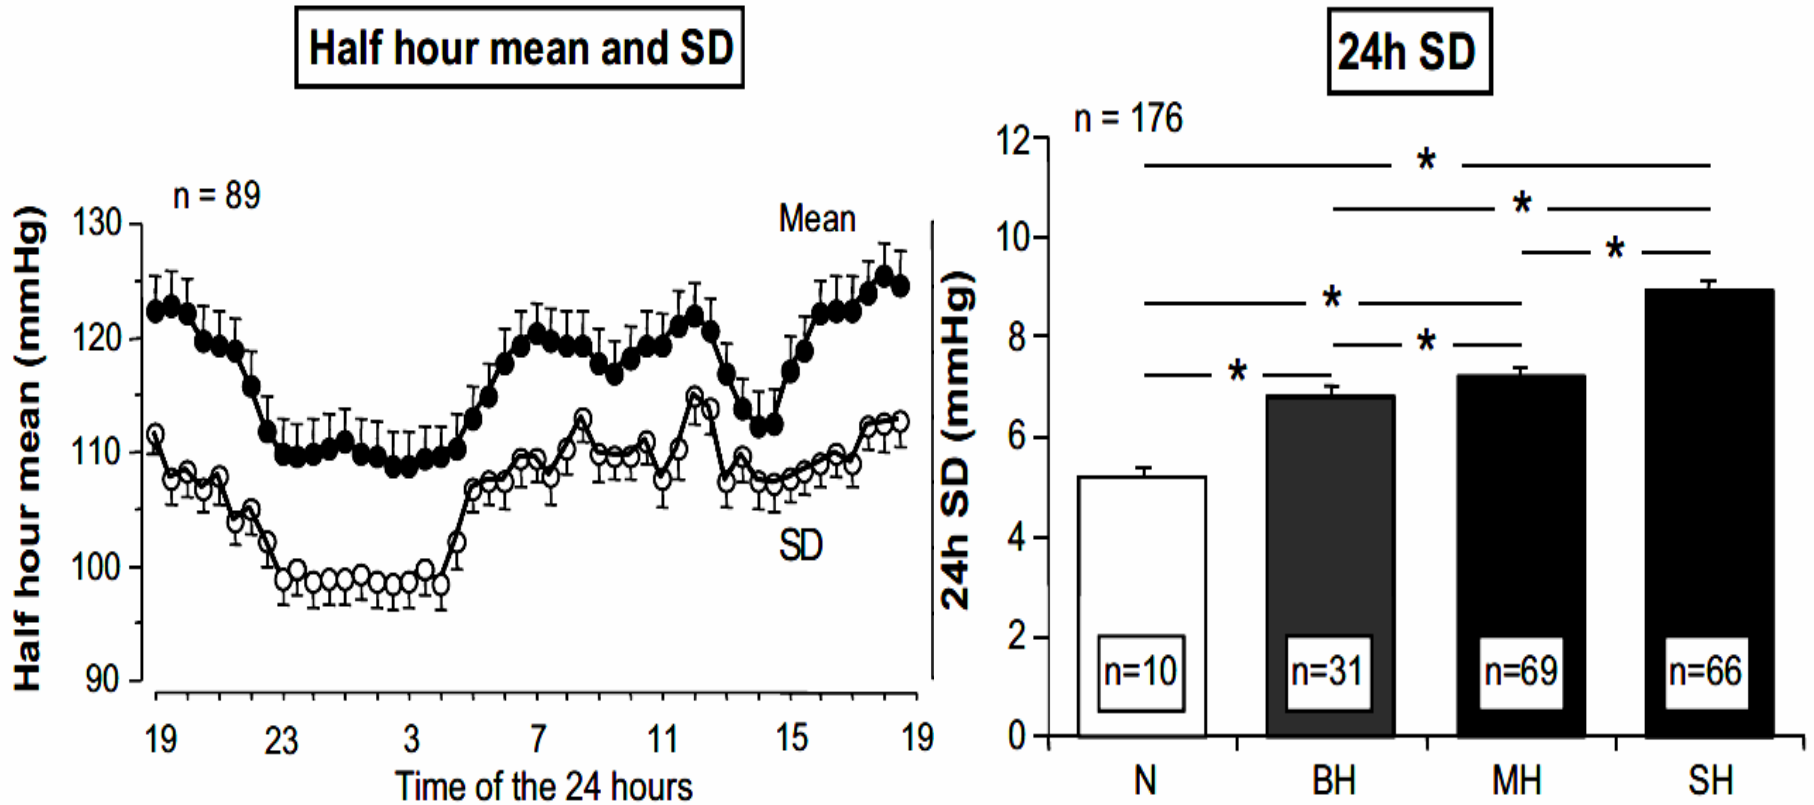 Half hour mean and SD
24h SD
n = 89
Mean
SD
Half hour mean (mmHg)
130
120
110
100
90
19 23 3 7 11 15 19
Time of the 24 hours
n = 176
24h SD (mmHg)
12
10
8
6
4
2
0
*
*
*
*
*
*
n=10 n=31 n=69 n=66
N BH MH SH